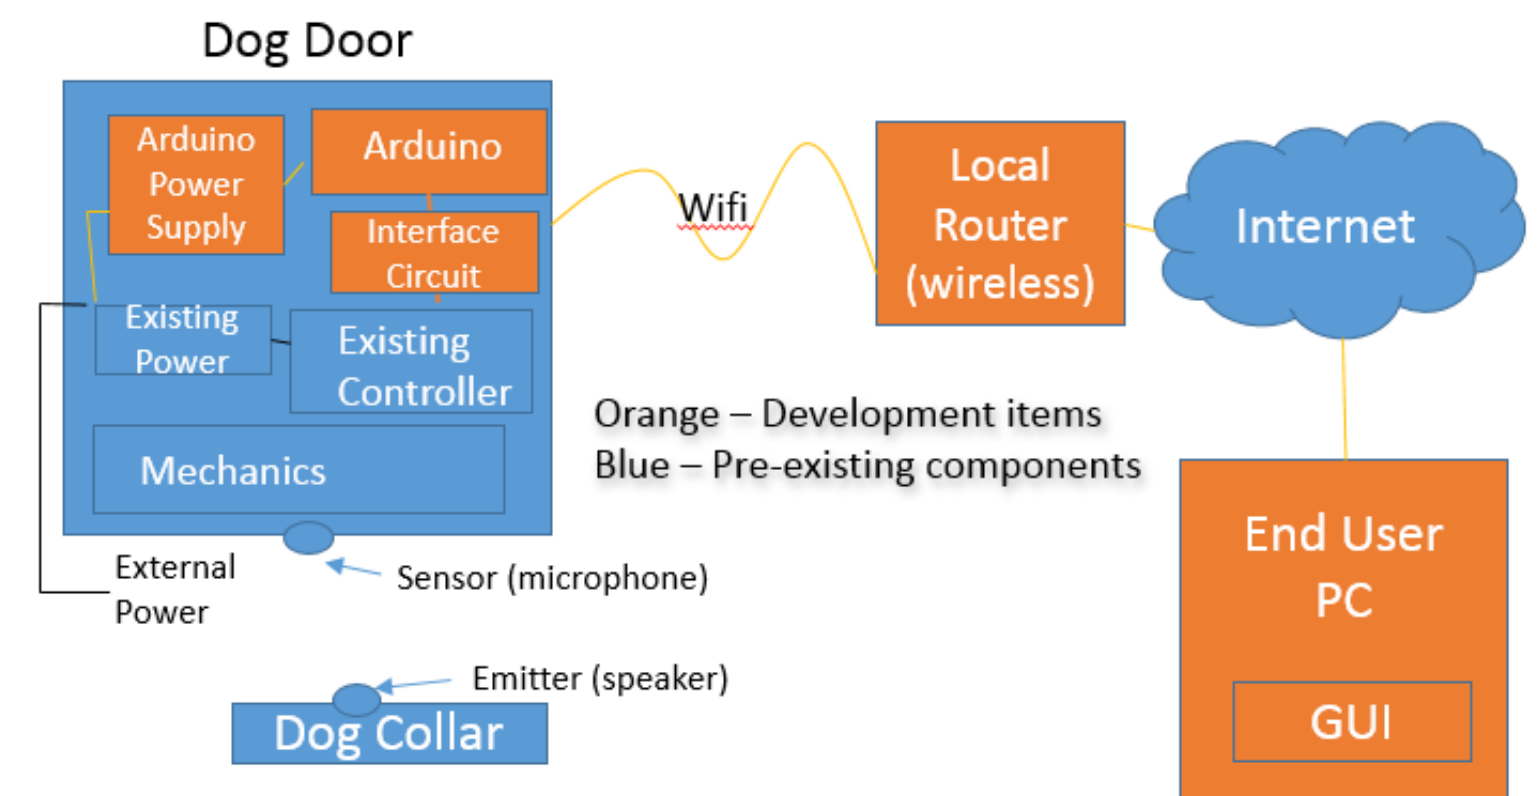 Dog Door
Arduino
Power
Supply
Arduino
Interface
Circuit
Existing
Power
Existing
Controller
Mechanics
External
Power
Sensor (microphone)
Emitter (speaker)
Dog Collar
Wifi
Local
Router
(wireless)
Internet
Orange – Development items
Blue – Pre-existing components
End User
PC
GUI